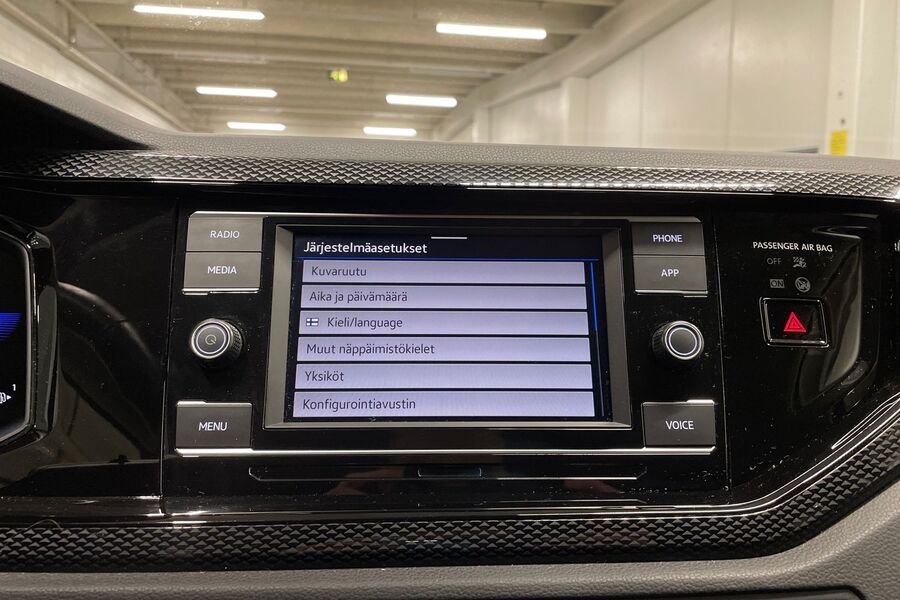 RADIO
MEDIA
MENU
Järjestelmäasetukset
Kuvaruutu
Aika ja päivämäärä
Kieli/language
Muut näppäimistökielet
Yksiköt
Konfigurointiavustin
PHONE
APP
VOICE
PASSENGER AIR BAG
OFF
ON
1